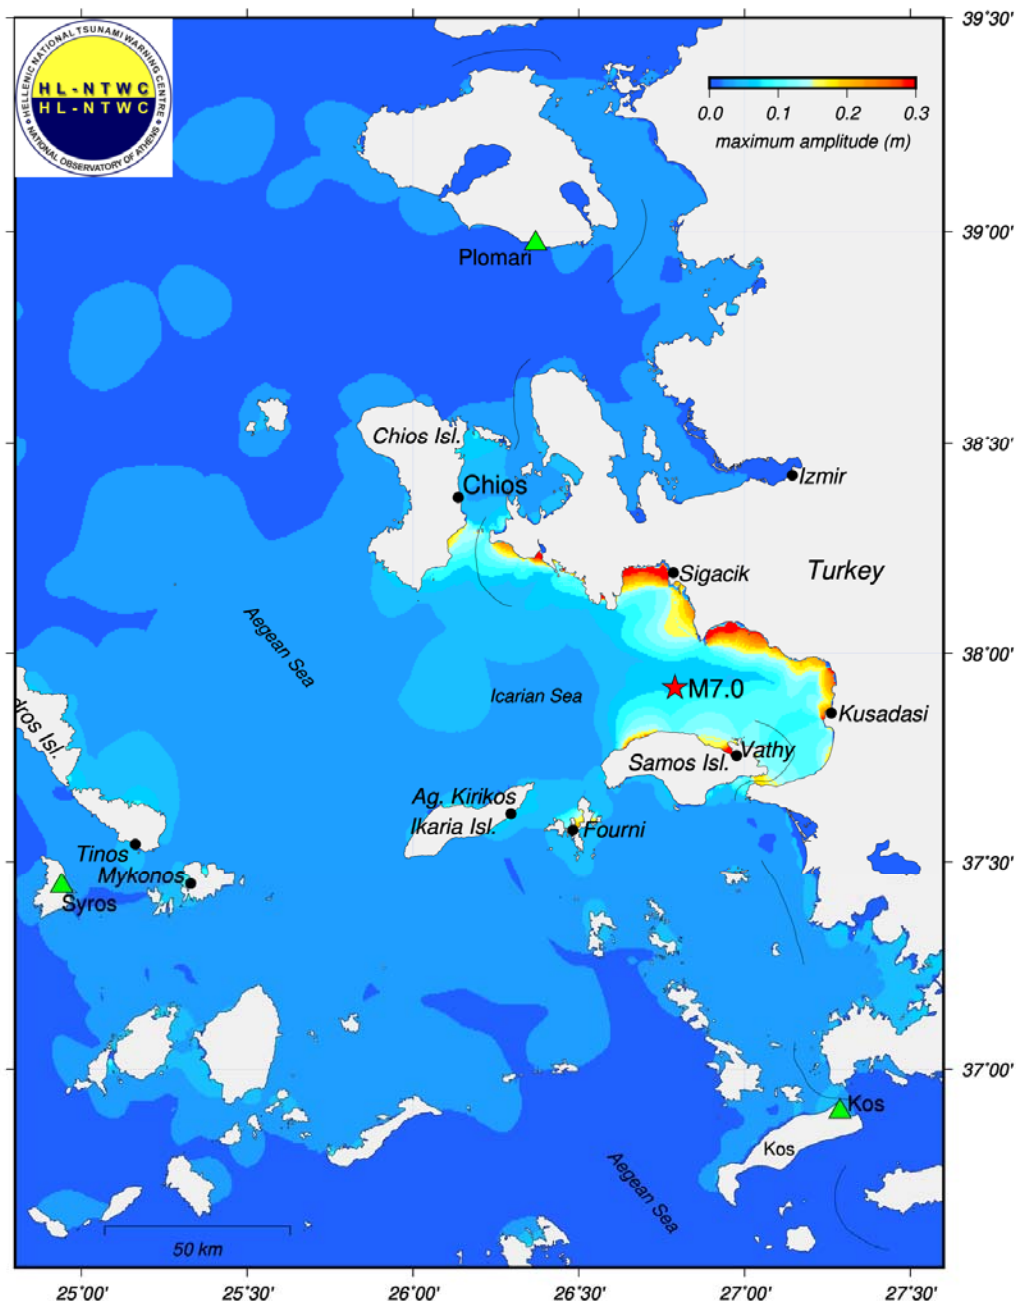 HELLENIC NATIONAL TSUNAMI WARNING CENTRE
HL-NTWC
HL-NTWC
NATIONAL OBSERVATORY OF ATHENS
39°30'
0.0 0.1 0.2 0.3
maximum amplitude (m)
39°00'
Plomari
38°30'
Chios Isl.
Chios
Izmir
Sigacik
Turkey
Aegean Sea
38°00'
Icarian Sea
M7.0
Kusadasi
dros Isl.
Vathy
Samos Isl.
Ag. Kirikos
Ikaria Isl.
Fourni
Tinos
37°30'
Mykonos
Syros
37°00'
Kos
Kos
Aegean Sea
50 km
25°00' 25°30' 26°00' 26°30' 27°00' 27°30'